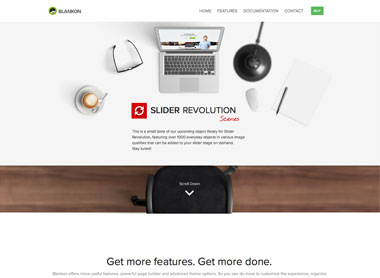 BLANKON
HOME FEATURES DOCUMENTATION CONTACT BUY
SLIDER REVOLUTION
Scenes
This is a small taste of our upcoming object library for Slider
Revolution, featuring over 1000 everyday objects in various image
qualities that can be added to your slider stage on demand.
Stay tuned!
Scroll Down
Get more features. Get more done.
Blankon offers more useful features, powerful page builder and advanced theme options. So you can do more to customize the experience, organize